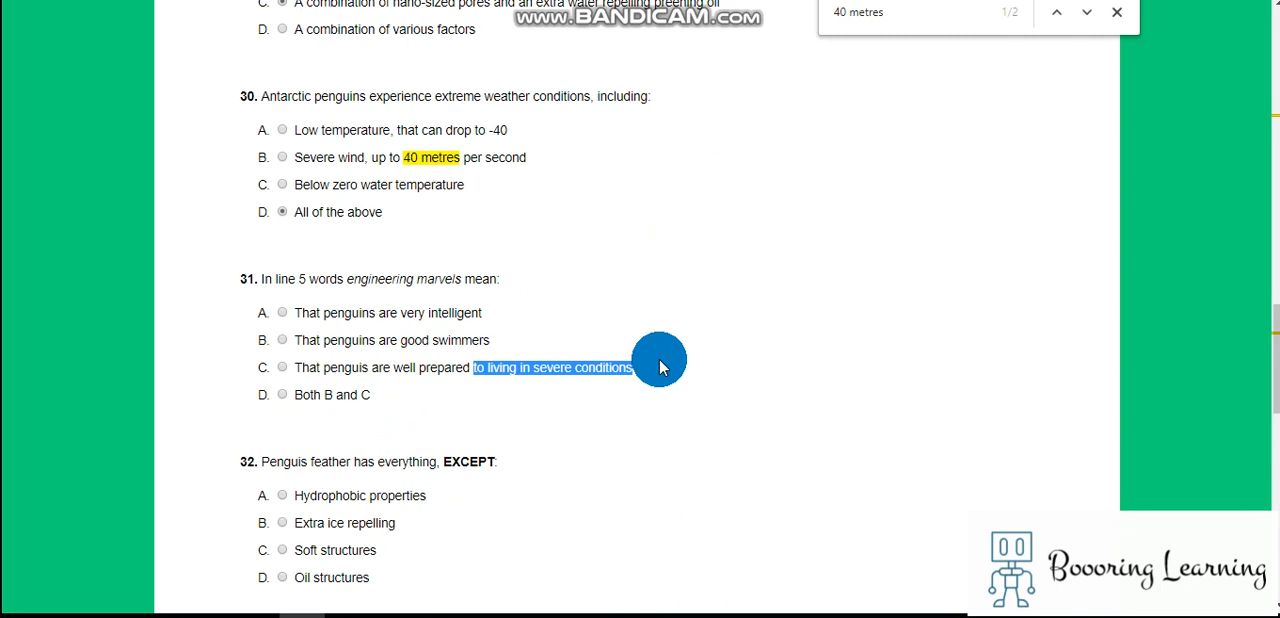 C. A combination of nano-sized pores and an extra water repelling preening oil
www.BANDICAM.com
40 metres 1/2
D. A combination of various factors
30. Antarctic penguins experience extreme weather conditions, including:
A. Low temperature, that can drop to -40
B. Severe wind, up to 40 metres per second
C. Below zero water temperature
D. All of the above
31. In line 5 words engineering marvels mean:
A. That penguins are very intelligent
B. That penguins are good swimmers
C. That penguis are well prepared to living in severe conditions
D. Both B and C
32. Penguis feather has everything, EXCEPT:
A. Hydrophobic properties
B. Extra ice repelling
C. Soft structures
D. Oil structures
Boooring Learning